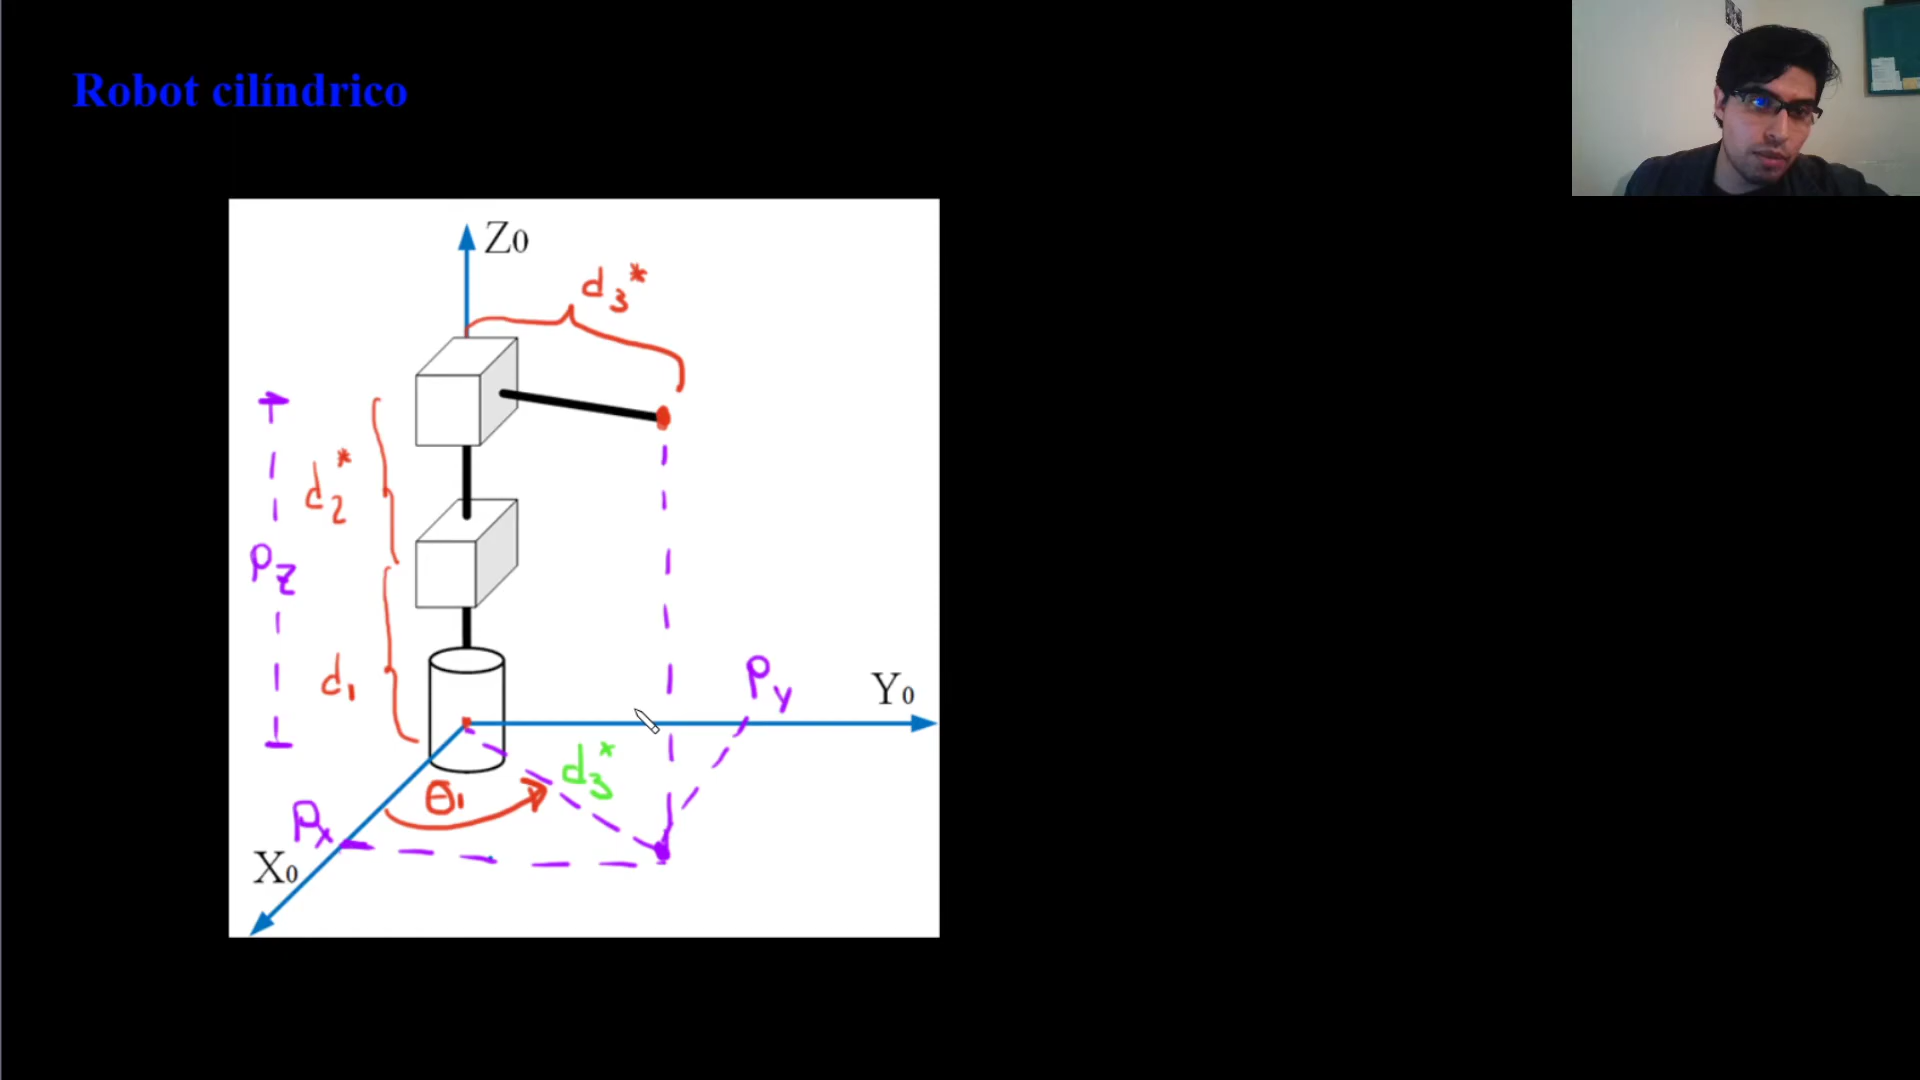 Robot cilíndrico
Z0
d3*
d2*
Pz
d1
Py
Y0
d3*
θ1
Px
X0